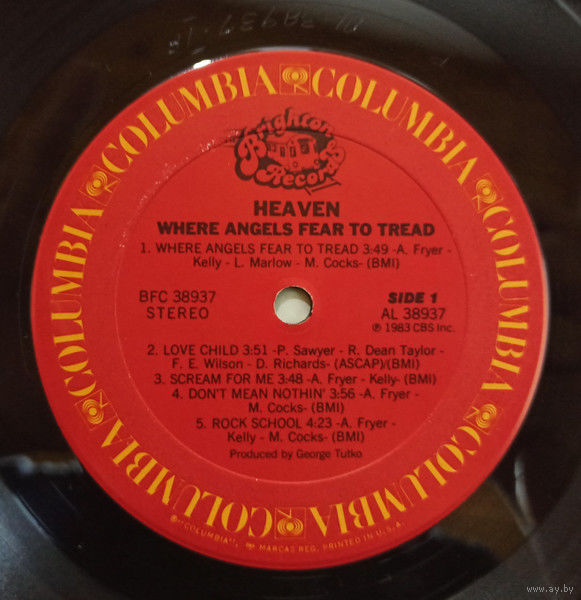 COLUMBIA COLUMBIA COLUMBIA COLUMBIA COLUMBIA COLUMBIA
Brighton
Records
HEAVEN
WHERE ANGELS FEAR TO TREAD
1. WHERE ANGELS FEAR TO TREAD 3:49 -A. Fryer -
Kelly - L. Marlow - M. Cocks- (BMI)
BFC 38937
STEREO
SIDE 1
AL 38937
℗ 1983 CBS Inc.
2. LOVE CHILD 3:51 -P. Sawyer - R. Dean Taylor -
F. E. Wilson - D. Richards- (ASCAP)/(BMI)
3. SCREAM FOR ME 3:48 -A. Fryer - Kelly- (BMI)
4. DON'T MEAN NOTHIN' 3:56 -A. Fryer -
M. Cocks- (BMI)
5. ROCK SCHOOL 4:23 -A. Fryer -
Kelly - M. Cocks- (BMI)
Produced by George Tutko
"COLUMBIA", MARCAS REG. PRINTED IN U.S.A.
www.ay.by